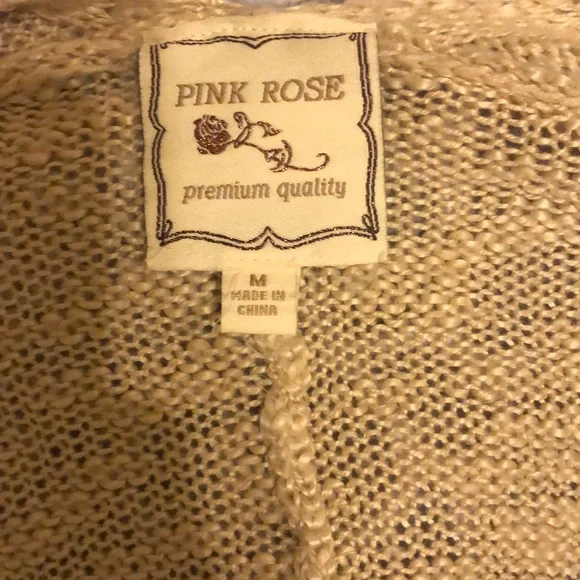 PINK ROSE
premium quality
M
MADE IN
CHINA